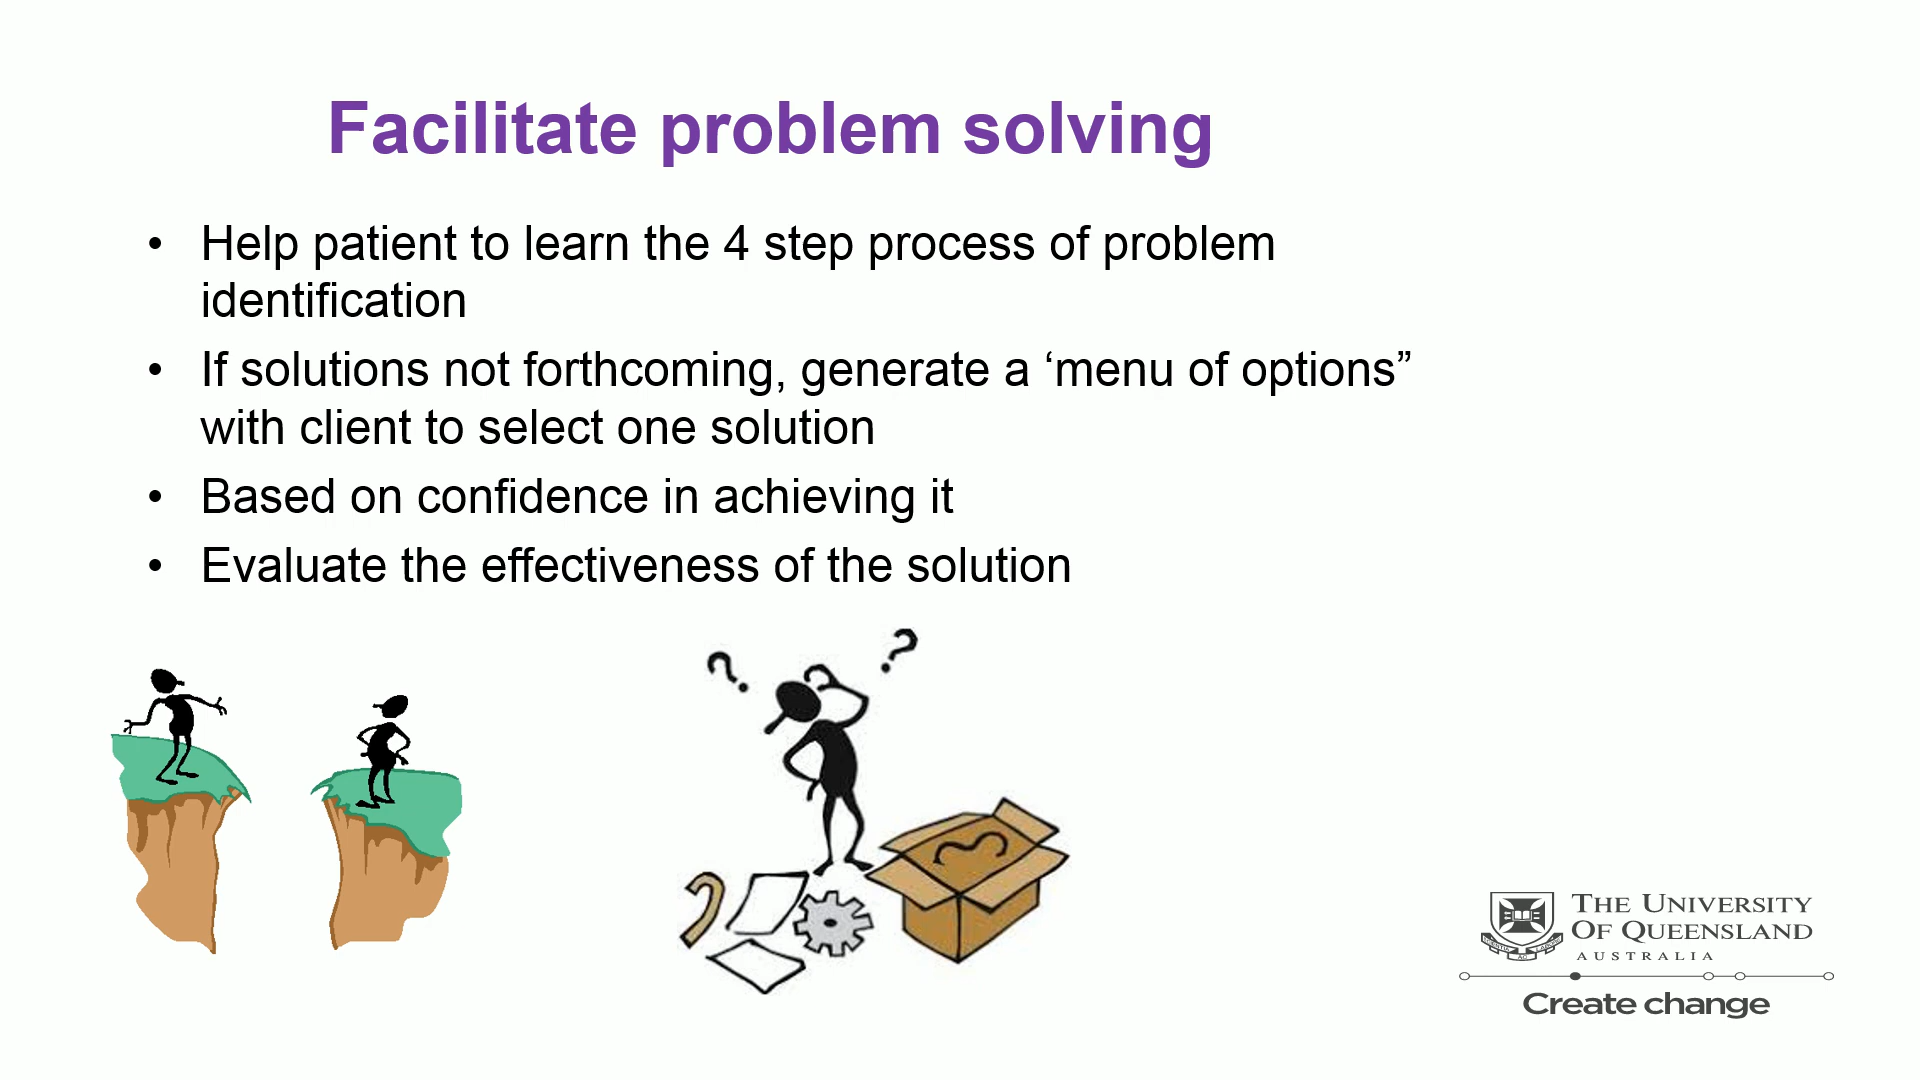 Facilitate problem solving
• Help patient to learn the 4 step process of problem
identification
• If solutions not forthcoming, generate a ‘menu of options”
with client to select one solution
• Based on confidence in achieving it
• Evaluate the effectiveness of the solution
? ?
THE UNIVERSITY
OF QUEENSLAND
AUSTRALIA
Create change